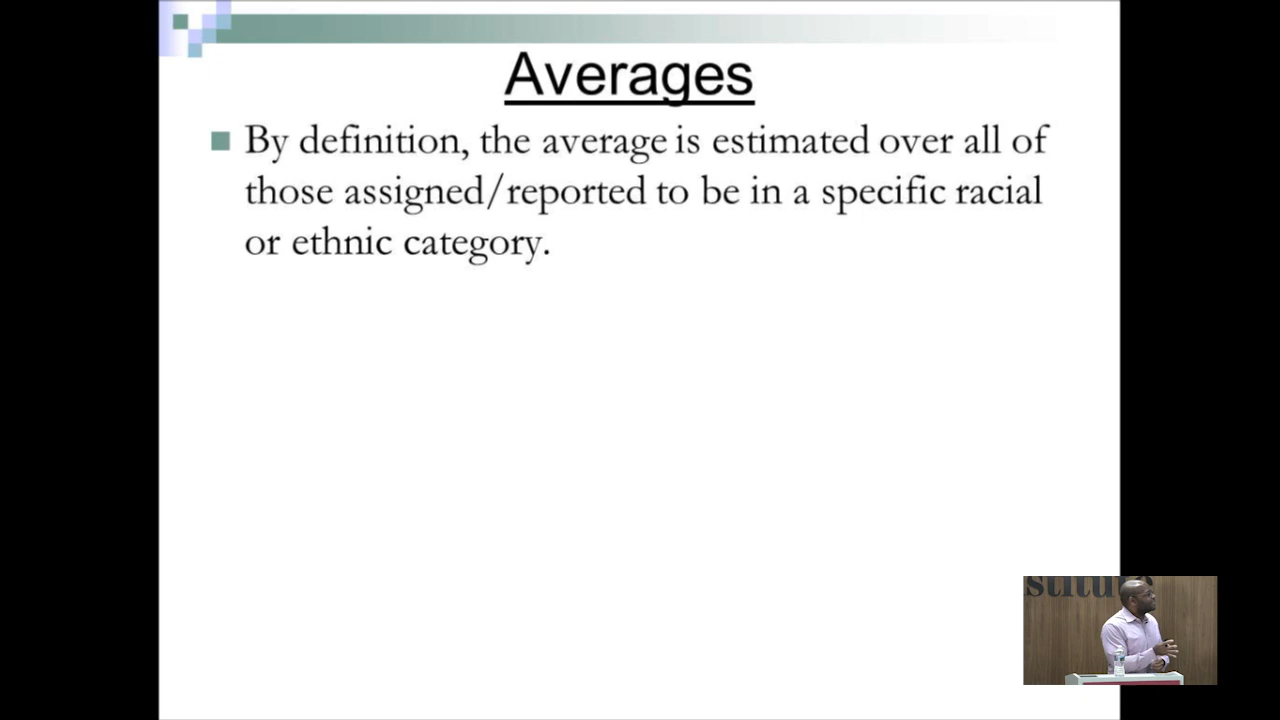 Averages
By definition, the average is estimated over all of
those assigned/reported to be in a specific racial
or ethnic category.
stitute